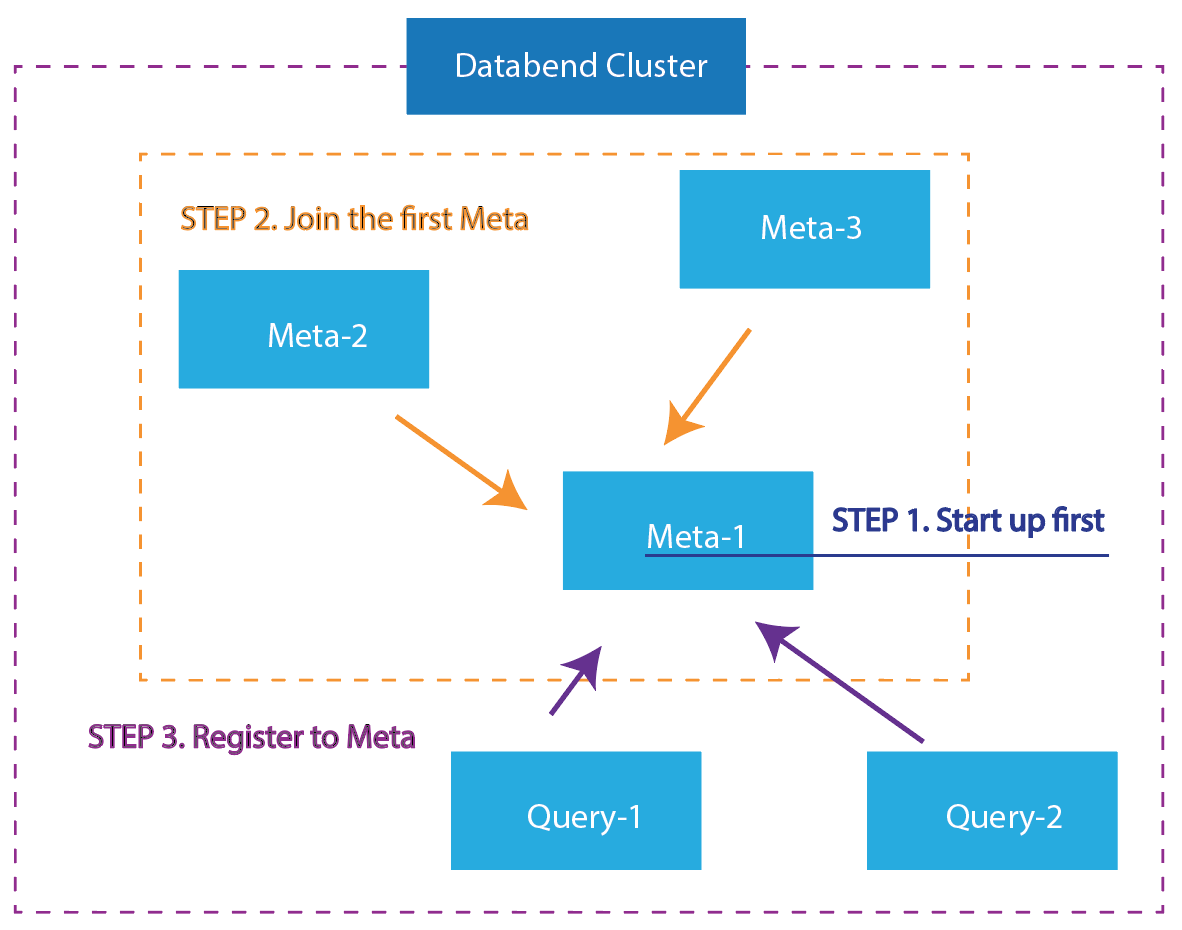 Databend Cluster
STEP 2. Join the first Meta
Meta-3
Meta-2
Meta-1
STEP 1. Start up first
STEP 3. Register to Meta
Query-1
Query-2